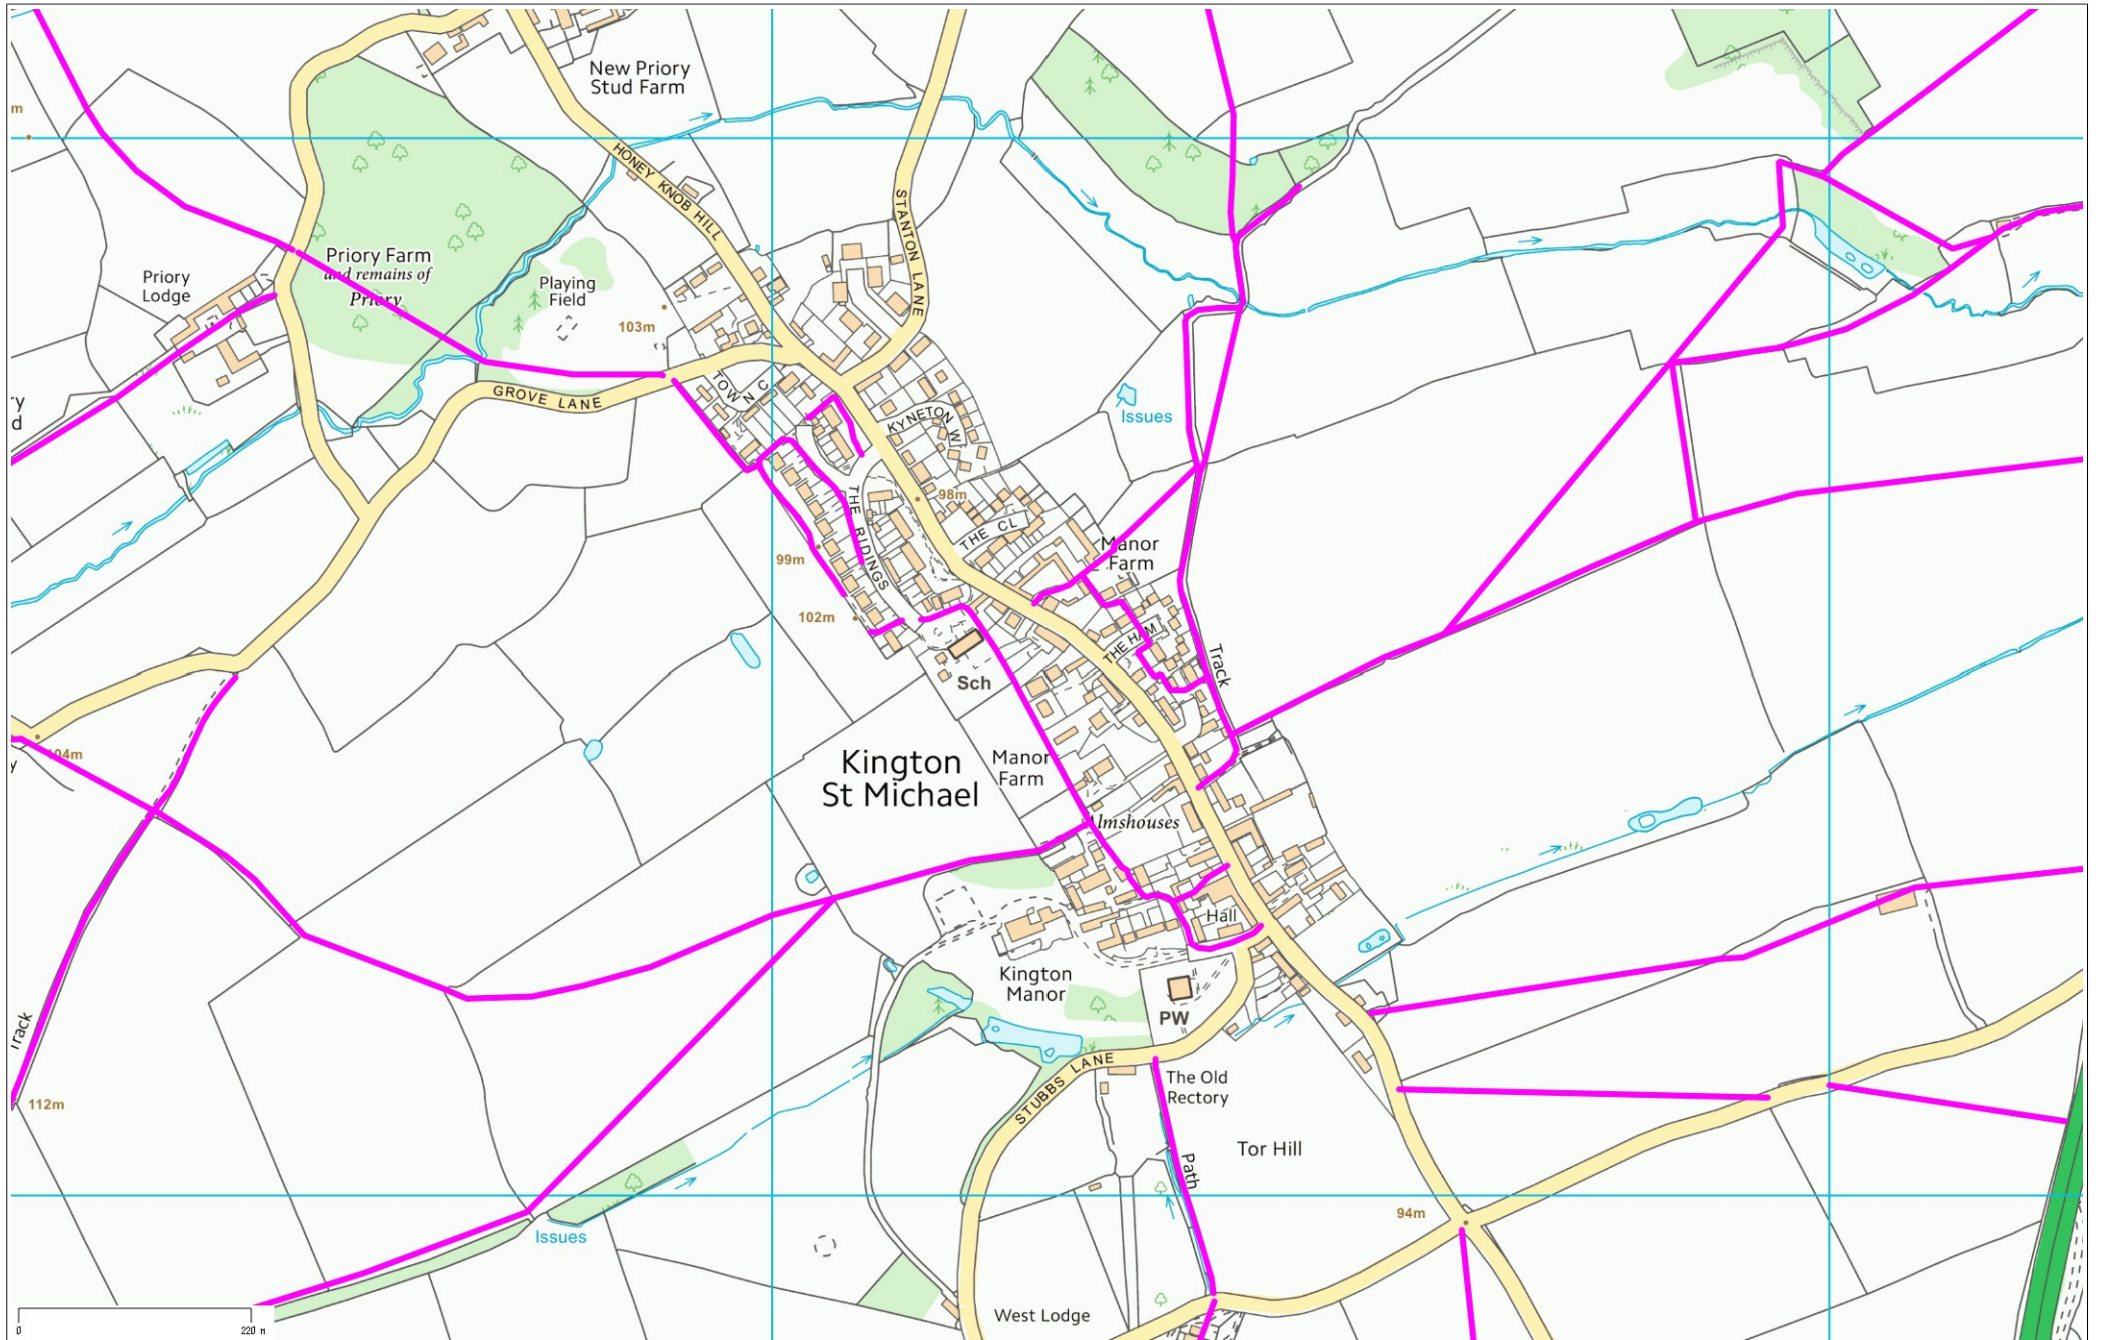 New Priory
Stud Farm
m
HONEY KNOB HILL
STANTON LANE
Priory Farm
and remains of
Priory
Priory
Lodge
Playing
Field
103m
TOWN C
GROVE LANE
KYNETON W
Issues
ry
d
98m
THE RIDINGS
THE CL
Manor
Farm
99m
102m
THE HAM
Track
Sch
104m
y
Kington
St Michael
Manor
Farm
Almshouses
Hall
Kington
Manor
PW
Track
112m
STUBBS LANE
The Old
Rectory
Tor Hill
Path
94m
Issues
West Lodge
0
220 m